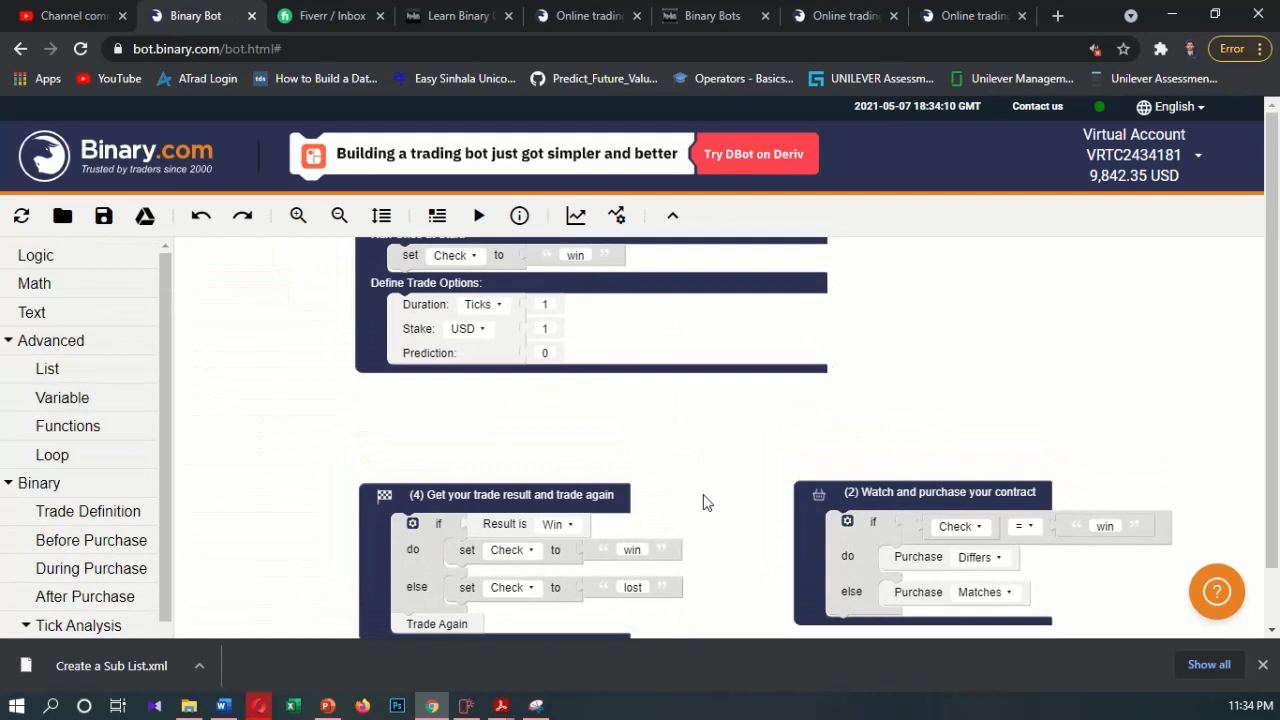 Channel comm
Binary Bot
Fiverr / Inbox
Learn Binary O
Online trading
Binary Bots
Online trading
Online trading
bot.binary.com/bot.html#
Error
Apps
YouTube
ATrad Login
How to Build a Dat...
Easy Sinhala Unico...
Predict_Future_Valu...
Operators - Basics...
UNILEVER Assessm...
Unilever Managem...
Unilever Assessmen...
2021-05-07 18:34:10 GMT
Contact us
English
Binary.com
Trusted by traders since 2000
Building a trading bot just got simpler and better
Try DBot on Deriv
Virtual Account
VRTC2434181
9,842.35 USD
Logic
Math
Text
Advanced
List
Variable
Functions
Loop
Binary
Trade Definition
Before Purchase
During Purchase
After Purchase
Tick Analysis
set Check to “ win ”
Define Trade Options:
Duration: Ticks 1
Stake: USD 1
Prediction: 0
(4) Get your trade result and trade again
if Result is Win
do set Check to “ win ”
else set Check to “ lost ”
Trade Again
(2) Watch and purchase your contract
if Check = “ win ”
do Purchase Differs
else Purchase Matches
?
Create a Sub List.xml
Show all
11:34 PM